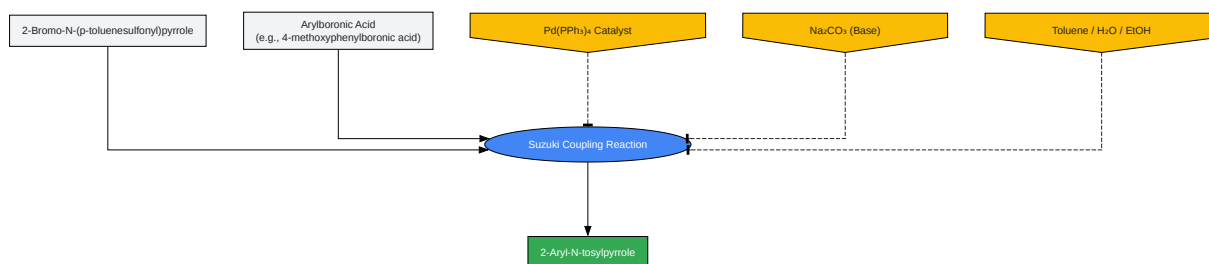 2-Bromo-N-(p-toluenesulfonyl)pyrrole
Arylboronic Acid
(e.g., 4-methoxyphenylboronic acid)
Pd(PPh₃)₄ Catalyst
Na₂CO₃ (Base)
Toluene / H₂O / EtOH
Suzuki Coupling Reaction
2-Aryl-N-tosylpyrrole